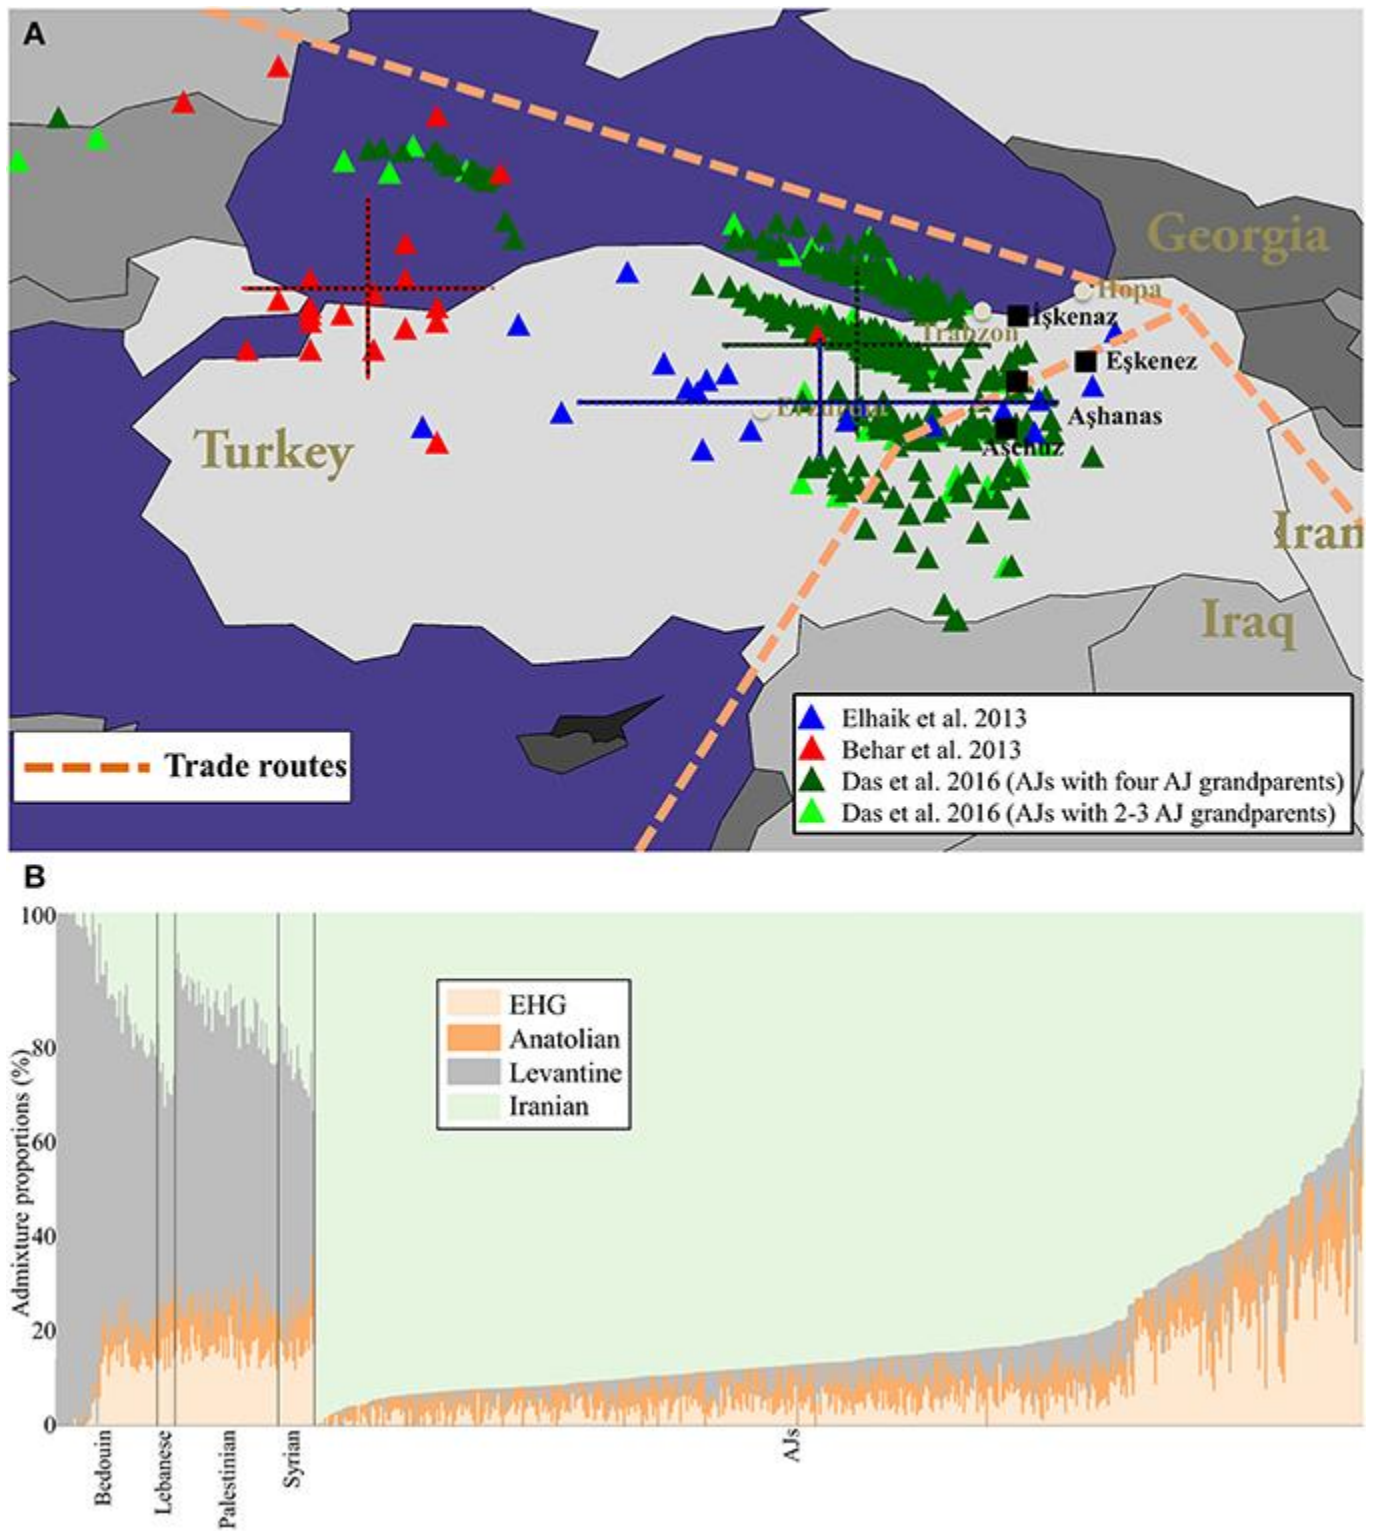 A
Georgia
Hopa
İşkenaz
Trabzon
Eşkenez
Erzurum
Aşhanas
Turkey
Aschuz
Iran
Iraq
Trade routes
Elhaik et al. 2013
Behar et al. 2013
Das et al. 2016 (AJs with four AJ grandparents)
Das et al. 2016 (AJs with 2-3 AJ grandparents)
B
100
80
60
40
20
0
Admixture proportions (%)
EHG
Anatolian
Levantine
Iranian
Bedouin
Lebanese
Palestinian
Syrian
AJs